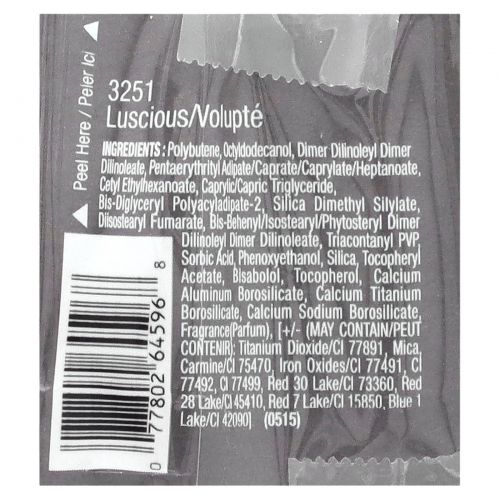 Peel Here / Peler Ici
3251
Luscious/Volupté
INGREDIENTS: Polybutene, Octyldodecanol, Dimer Dilinoleyl Dimer
Dilinoleate, Pentaerythrityl Adipate/Caprate/Caprylate/Heptanoate,
Cetyl Ethylhexanoate, Caprylic/Capric Triglyceride,
Bis-Diglyceryl Polyacyladipate-2, Silica Dimethyl Silylate,
Diisostearyl Fumarate, Bis-Behenyl/Isostearyl/Phytosteryl Dimer
Dilinoleyl Dimer Dilinoleate, Triacontanyl PVP,
Sorbic Acid, Phenoxyethanol, Silica, Tocopheryl
Acetate, Bisabolol, Tocopherol, Calcium
Aluminum Borosilicate, Calcium Titanium
Borosilicate, Calcium Sodium Borosilicate,
Fragrance(Parfum), [+/- (MAY CONTAIN/PEUT
CONTENIR): Titanium Dioxide/CI 77891, Mica,
Carmine/CI 75470, Iron Oxides/CI 77491, CI
77492, CI 77499, Red 30 Lake/CI 73360, Red
28 Lake/CI 45410, Red 7 Lake/CI 15850, Blue 1
Lake/CI 42090] (0515)
0 77802 64596 8